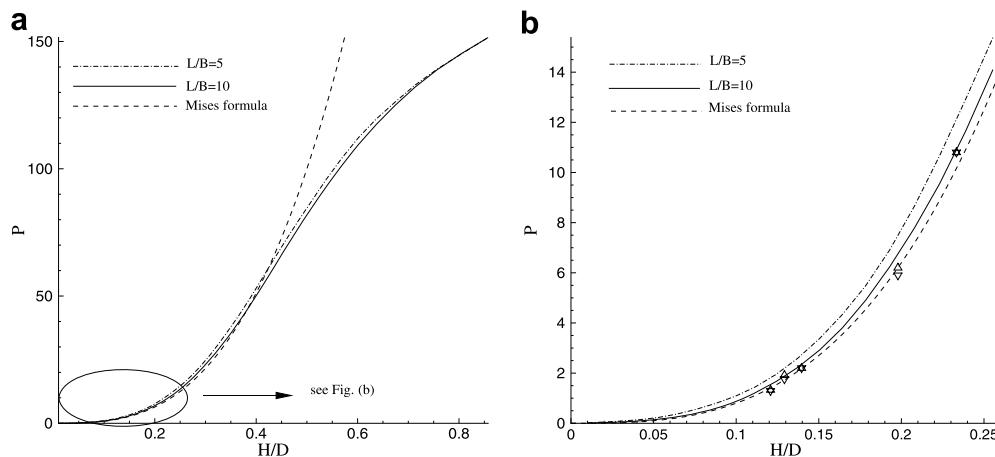 a
150
100
50
0
P
L/B=5
L/B=10
Mises formula
see Fig. (b)
0.2
0.4
0.6
0.8
H/D
b
14
12
10
8
6
4
2
0
P
L/B=5
L/B=10
Mises formula
0
0.05
0.1
0.15
0.2
0.25
H/D